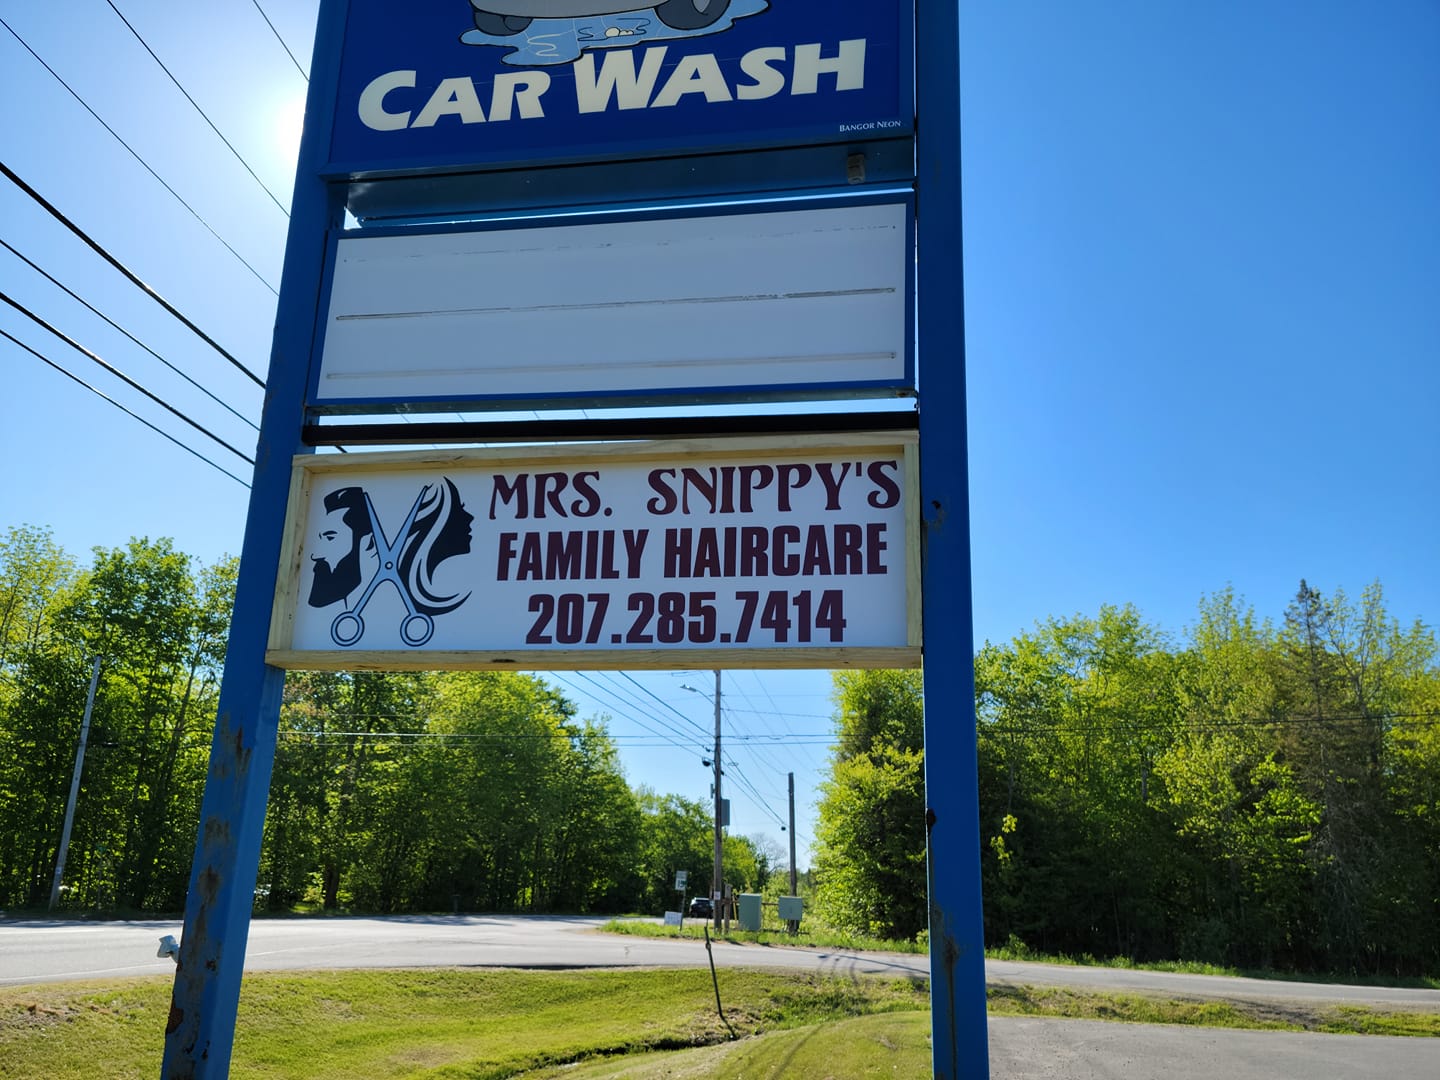 CAR WASH
BANGOR NEON
MRS. SNIPPY'S
FAMILY HAIRCARE
207.285.7414